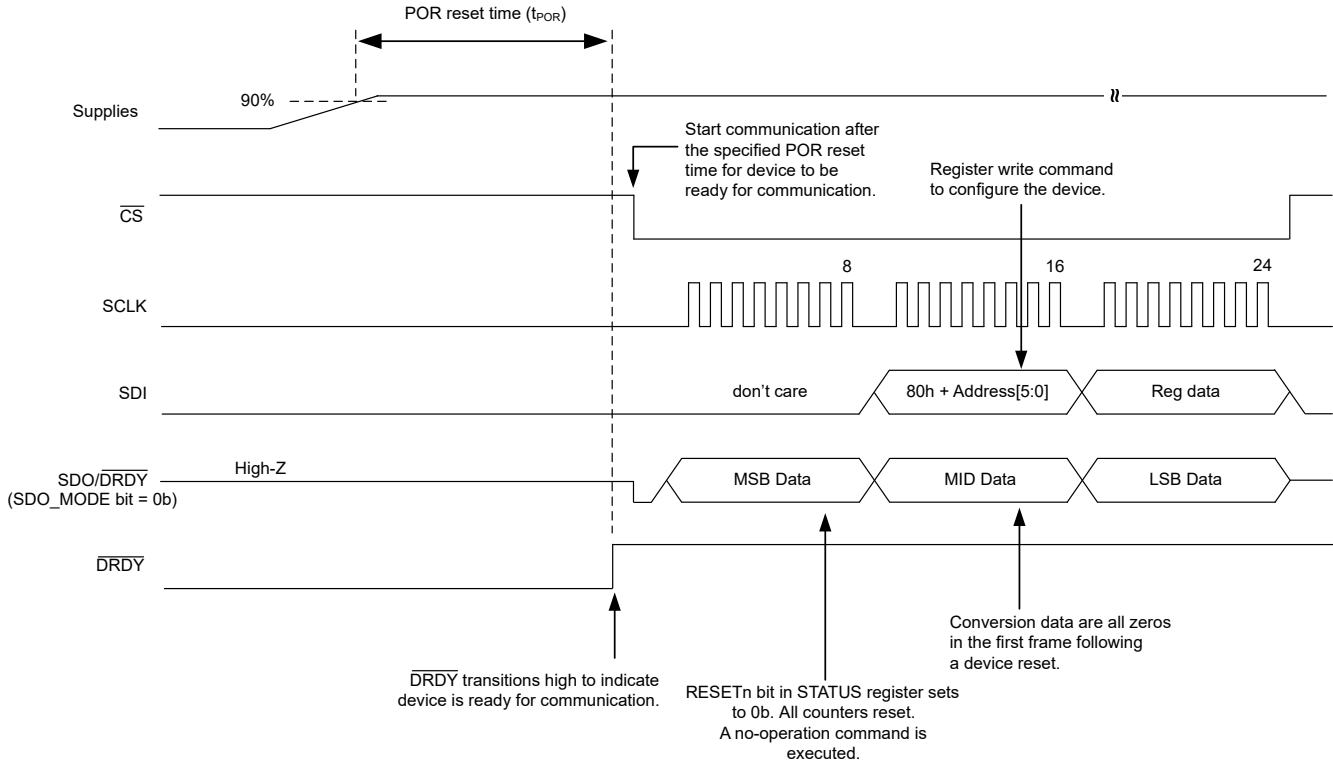 POR reset time (tPOR)
90%
Supplies
Start communication after
the specified POR reset
time for device to be
ready for communication.
Register write command
to configure the device.
CS
8
16
24
SCLK
SDI
don't care
80h + Address[5:0]
Reg data
High-Z
SDO/DRDY
(SDO_MODE bit = 0b)
MSB Data
MID Data
LSB Data
DRDY
Conversion data are all zeros
in the first frame following
a device reset.
DRDY transitions high to indicate
device is ready for communication.
RESETn bit in STATUS register sets
to 0b. All counters reset.
A no-operation command is
executed.